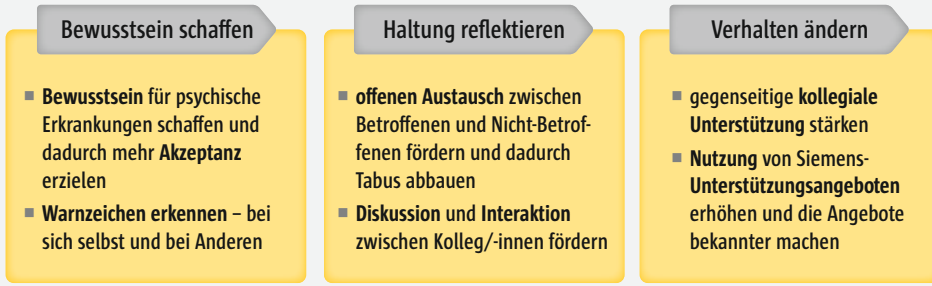 Bewusstsein schaffen
■ Bewusstsein für psychische
Erkrankungen schaffen und
dadurch mehr Akzeptanz
erzielen
■ Warnzeichen erkennen – bei
sich selbst und bei Anderen
Haltung reflektieren
■ offenen Austausch zwischen
Betroffenen und Nicht-Betrof-
fenen fördern und dadurch
Tabus abbauen
■ Diskussion und Interaktion
zwischen Kolleg/-innen fördern
Verhalten ändern
■ gegenseitige kollegiale
Unterstützung stärken
■ Nutzung von Siemens-
Unterstützungsangeboten
erhöhen und die Angebote
bekannter machen